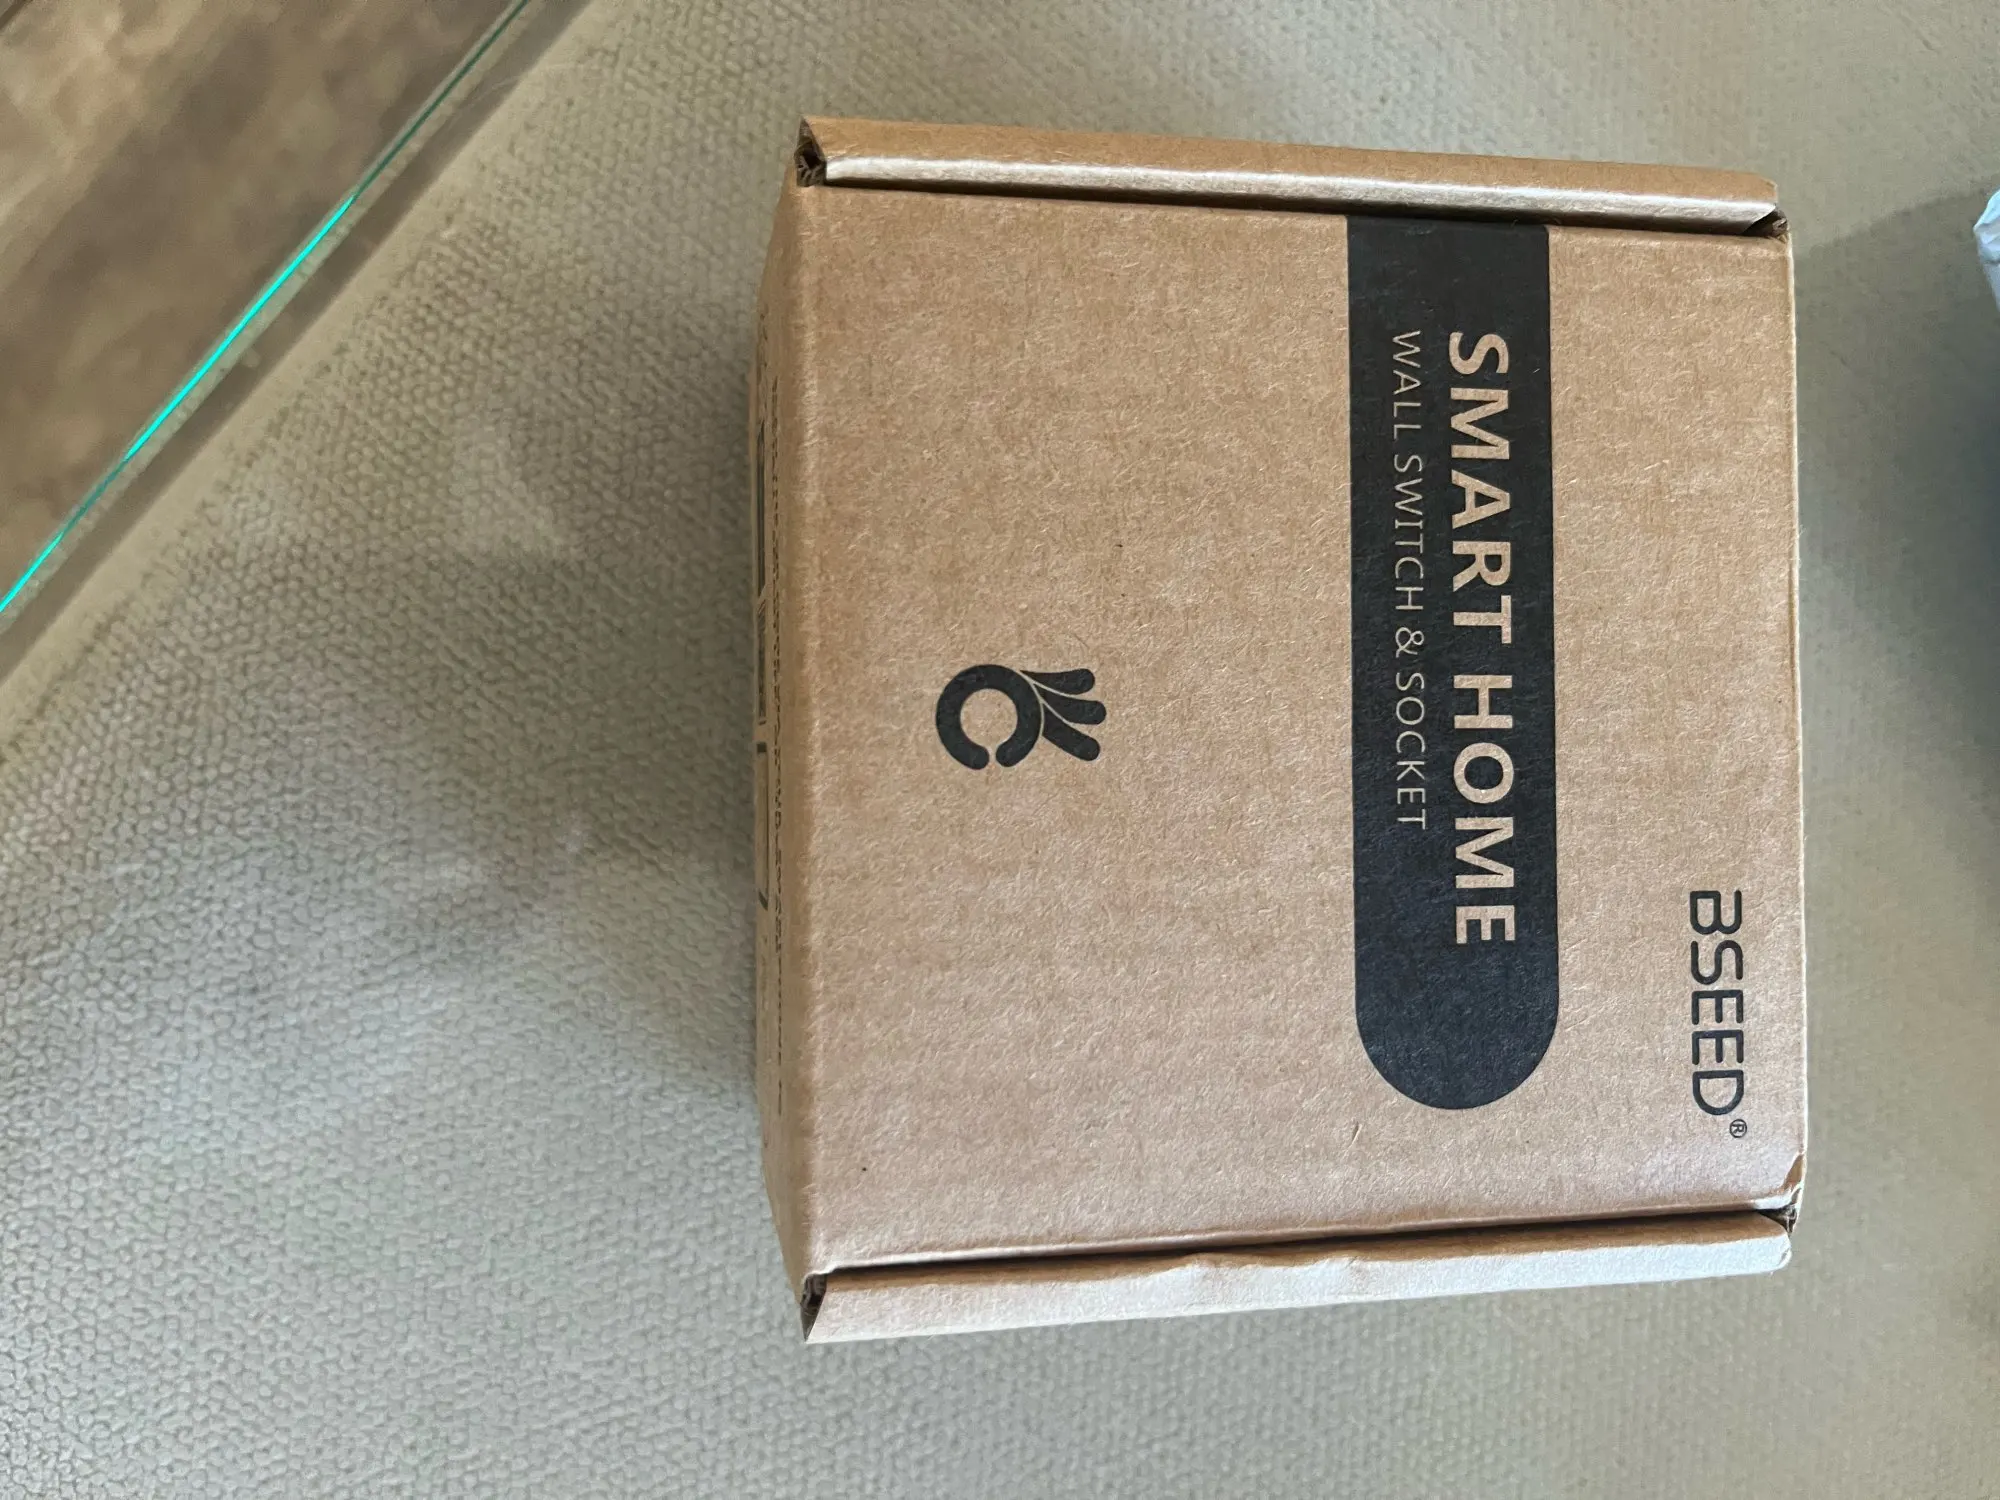 BSEED®
SMART HOME
WALL SWITCH & SOCKET